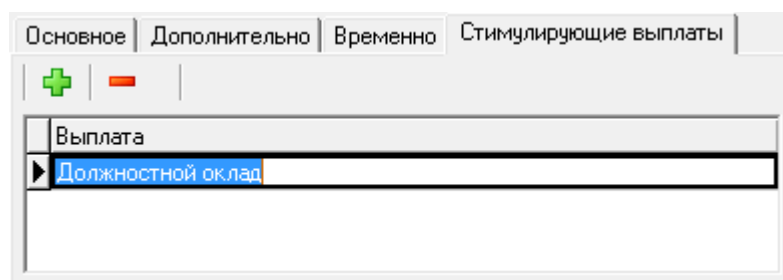 Основное Дополнительно Временно Стимулирующие выплаты
Выплата
Должностной оклад